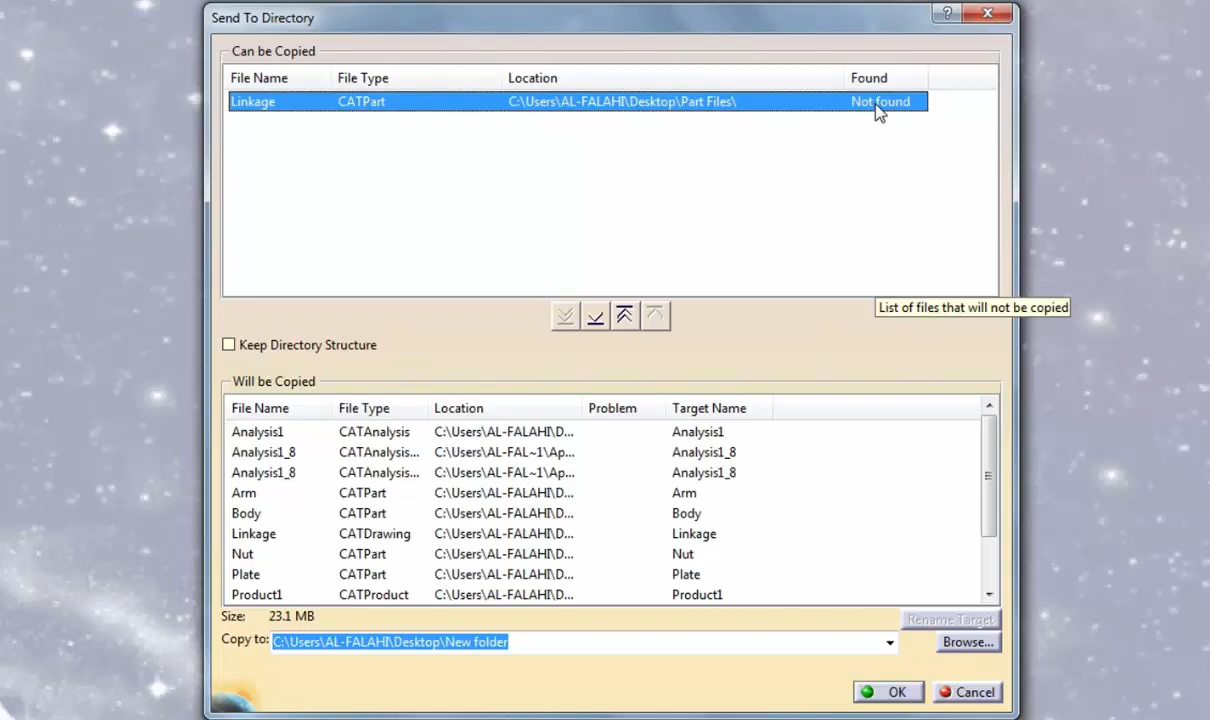 Send To Directory
Can be Copied
File Name File Type Location Found
Linkage CATPart C:\Users\AL-FALAHI\Desktop\Part Files\ Not found
List of files that will not be copied
Keep Directory Structure
Will be Copied
File Name File Type Location Problem Target Name
Analysis1 CATAnalysis C:\Users\AL-FALAHI\D... Analysis1
Analysis1_8 CATAnalysis... C:\Users\AL-FAL~1\Ap... Analysis1_8
Analysis1_8 CATAnalysis... C:\Users\AL-FAL~1\Ap... Analysis1_8
Arm CATPart C:\Users\AL-FALAHI\D... Arm
Body CATPart C:\Users\AL-FALAHI\D... Body
Linkage CATDrawing C:\Users\AL-FALAHI\D... Linkage
Nut CATPart C:\Users\AL-FALAHI\D... Nut
Plate CATPart C:\Users\AL-FALAHI\D... Plate
Product1 CATProduct C:\Users\AL-FALAHI\D... Product1
Size: 23.1 MB
Rename Target
Copy to: C:\Users\AL-FALAHI\Desktop\New folder Browse...
OK Cancel